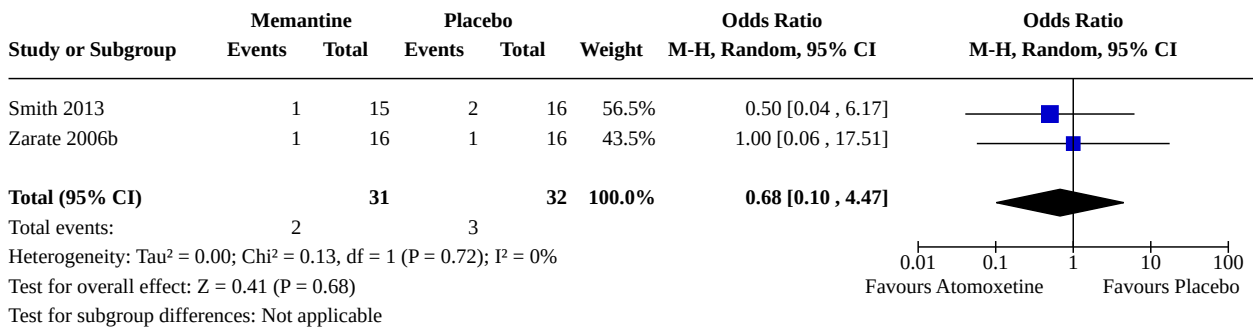 Memantine Placebo Odds Ratio Odds Ratio
Study or Subgroup Events Total Events Total Weight M-H, Random, 95% CI M-H, Random, 95% CI
Smith 2013 1 15 2 16 56.5% 0.50 [0.04 , 6.17]
Zarate 2006b 1 16 1 16 43.5% 1.00 [0.06 , 17.51]
Total (95% CI) 31 32 100.0% 0.68 [0.10 , 4.47]
Total events: 2 3
Heterogeneity: Tau² = 0.00; Chi² = 0.13, df = 1 (P = 0.72); I² = 0%
0.01 0.1 1 10 100
Test for overall effect: Z = 0.41 (P = 0.68)
Favours Atomoxetine Favours Placebo
Test for subgroup differences: Not applicable